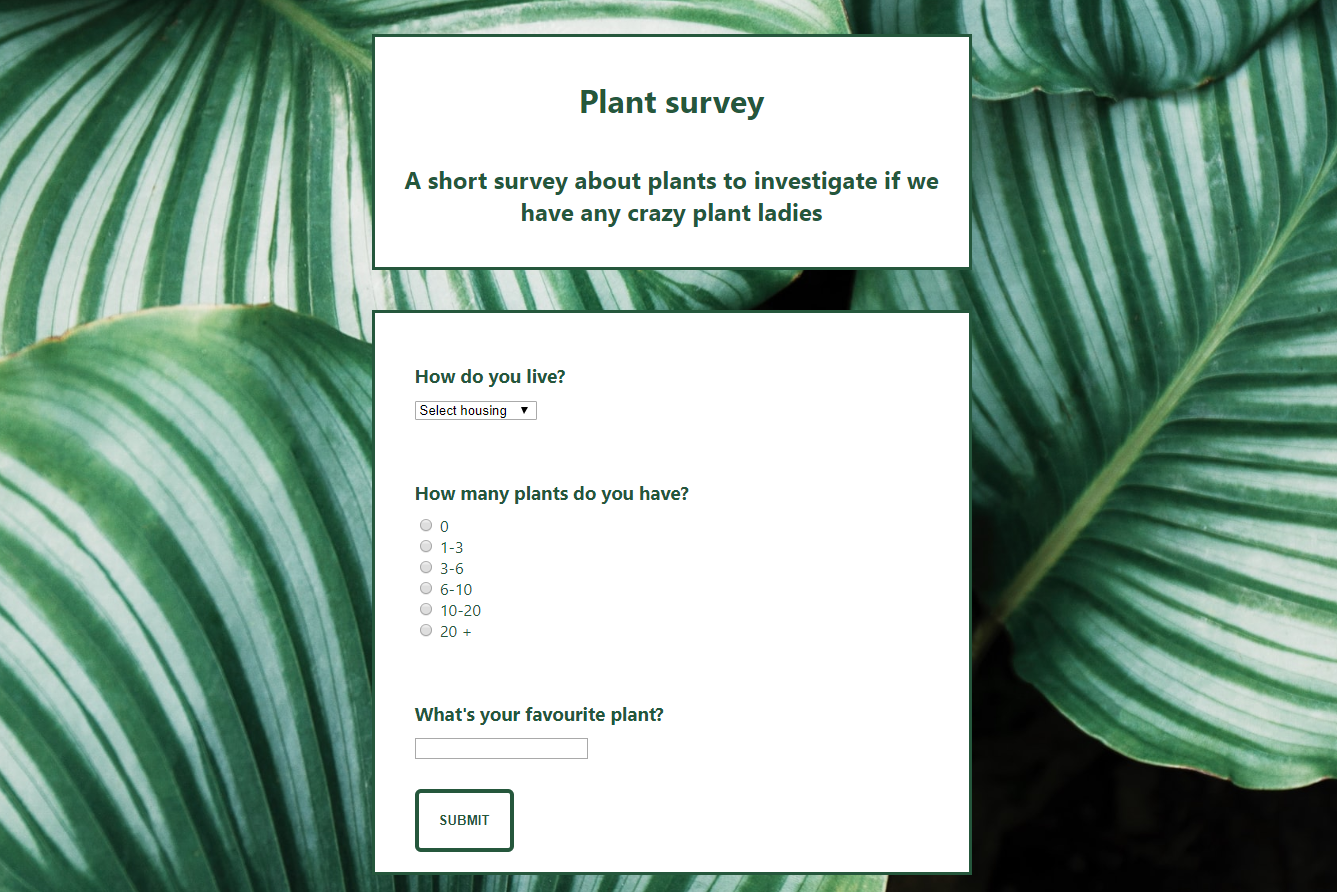 Plant survey
A short survey about plants to investigate if we
have any crazy plant ladies
How do you live?
Select housing
How many plants do you have?
0
1-3
3-6
6-10
10-20
20 +
What's your favourite plant?
SUBMIT